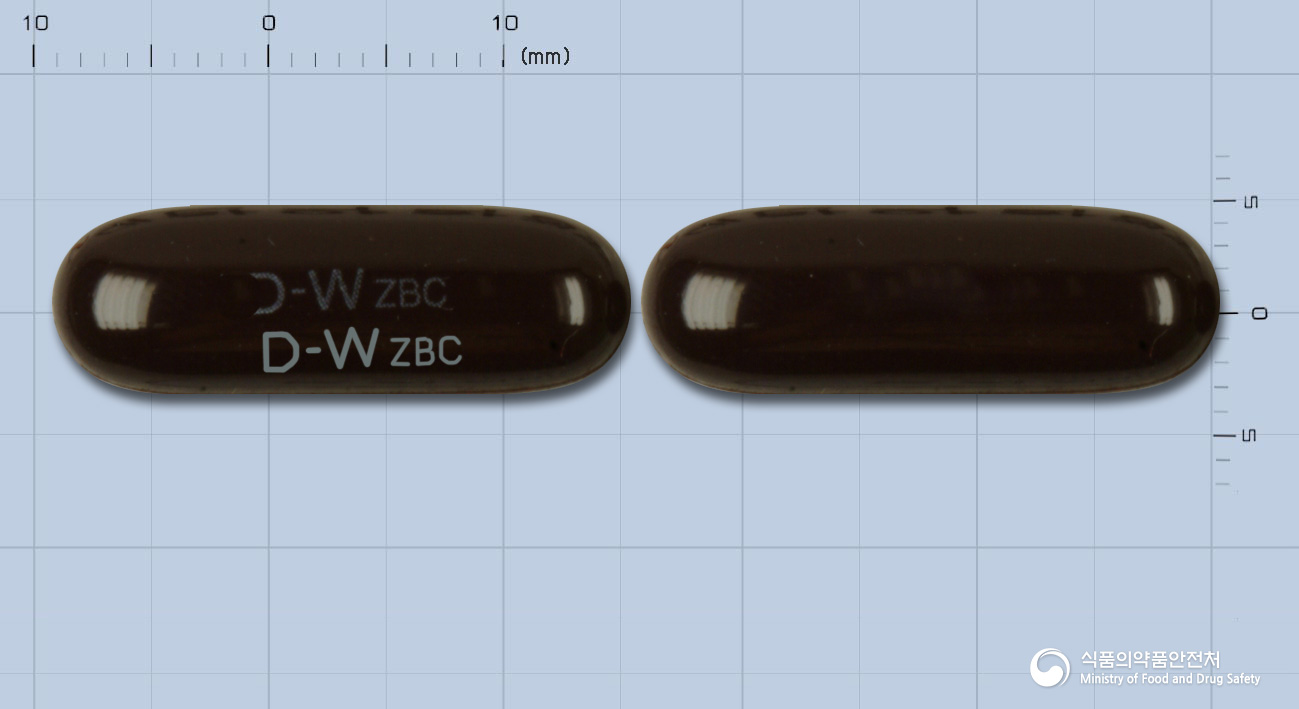 10 0 10 (mm)
5
0
5
D-W ZBC
D-W ZBC
식품의약품안전처
Ministry of Food and Drug Safety